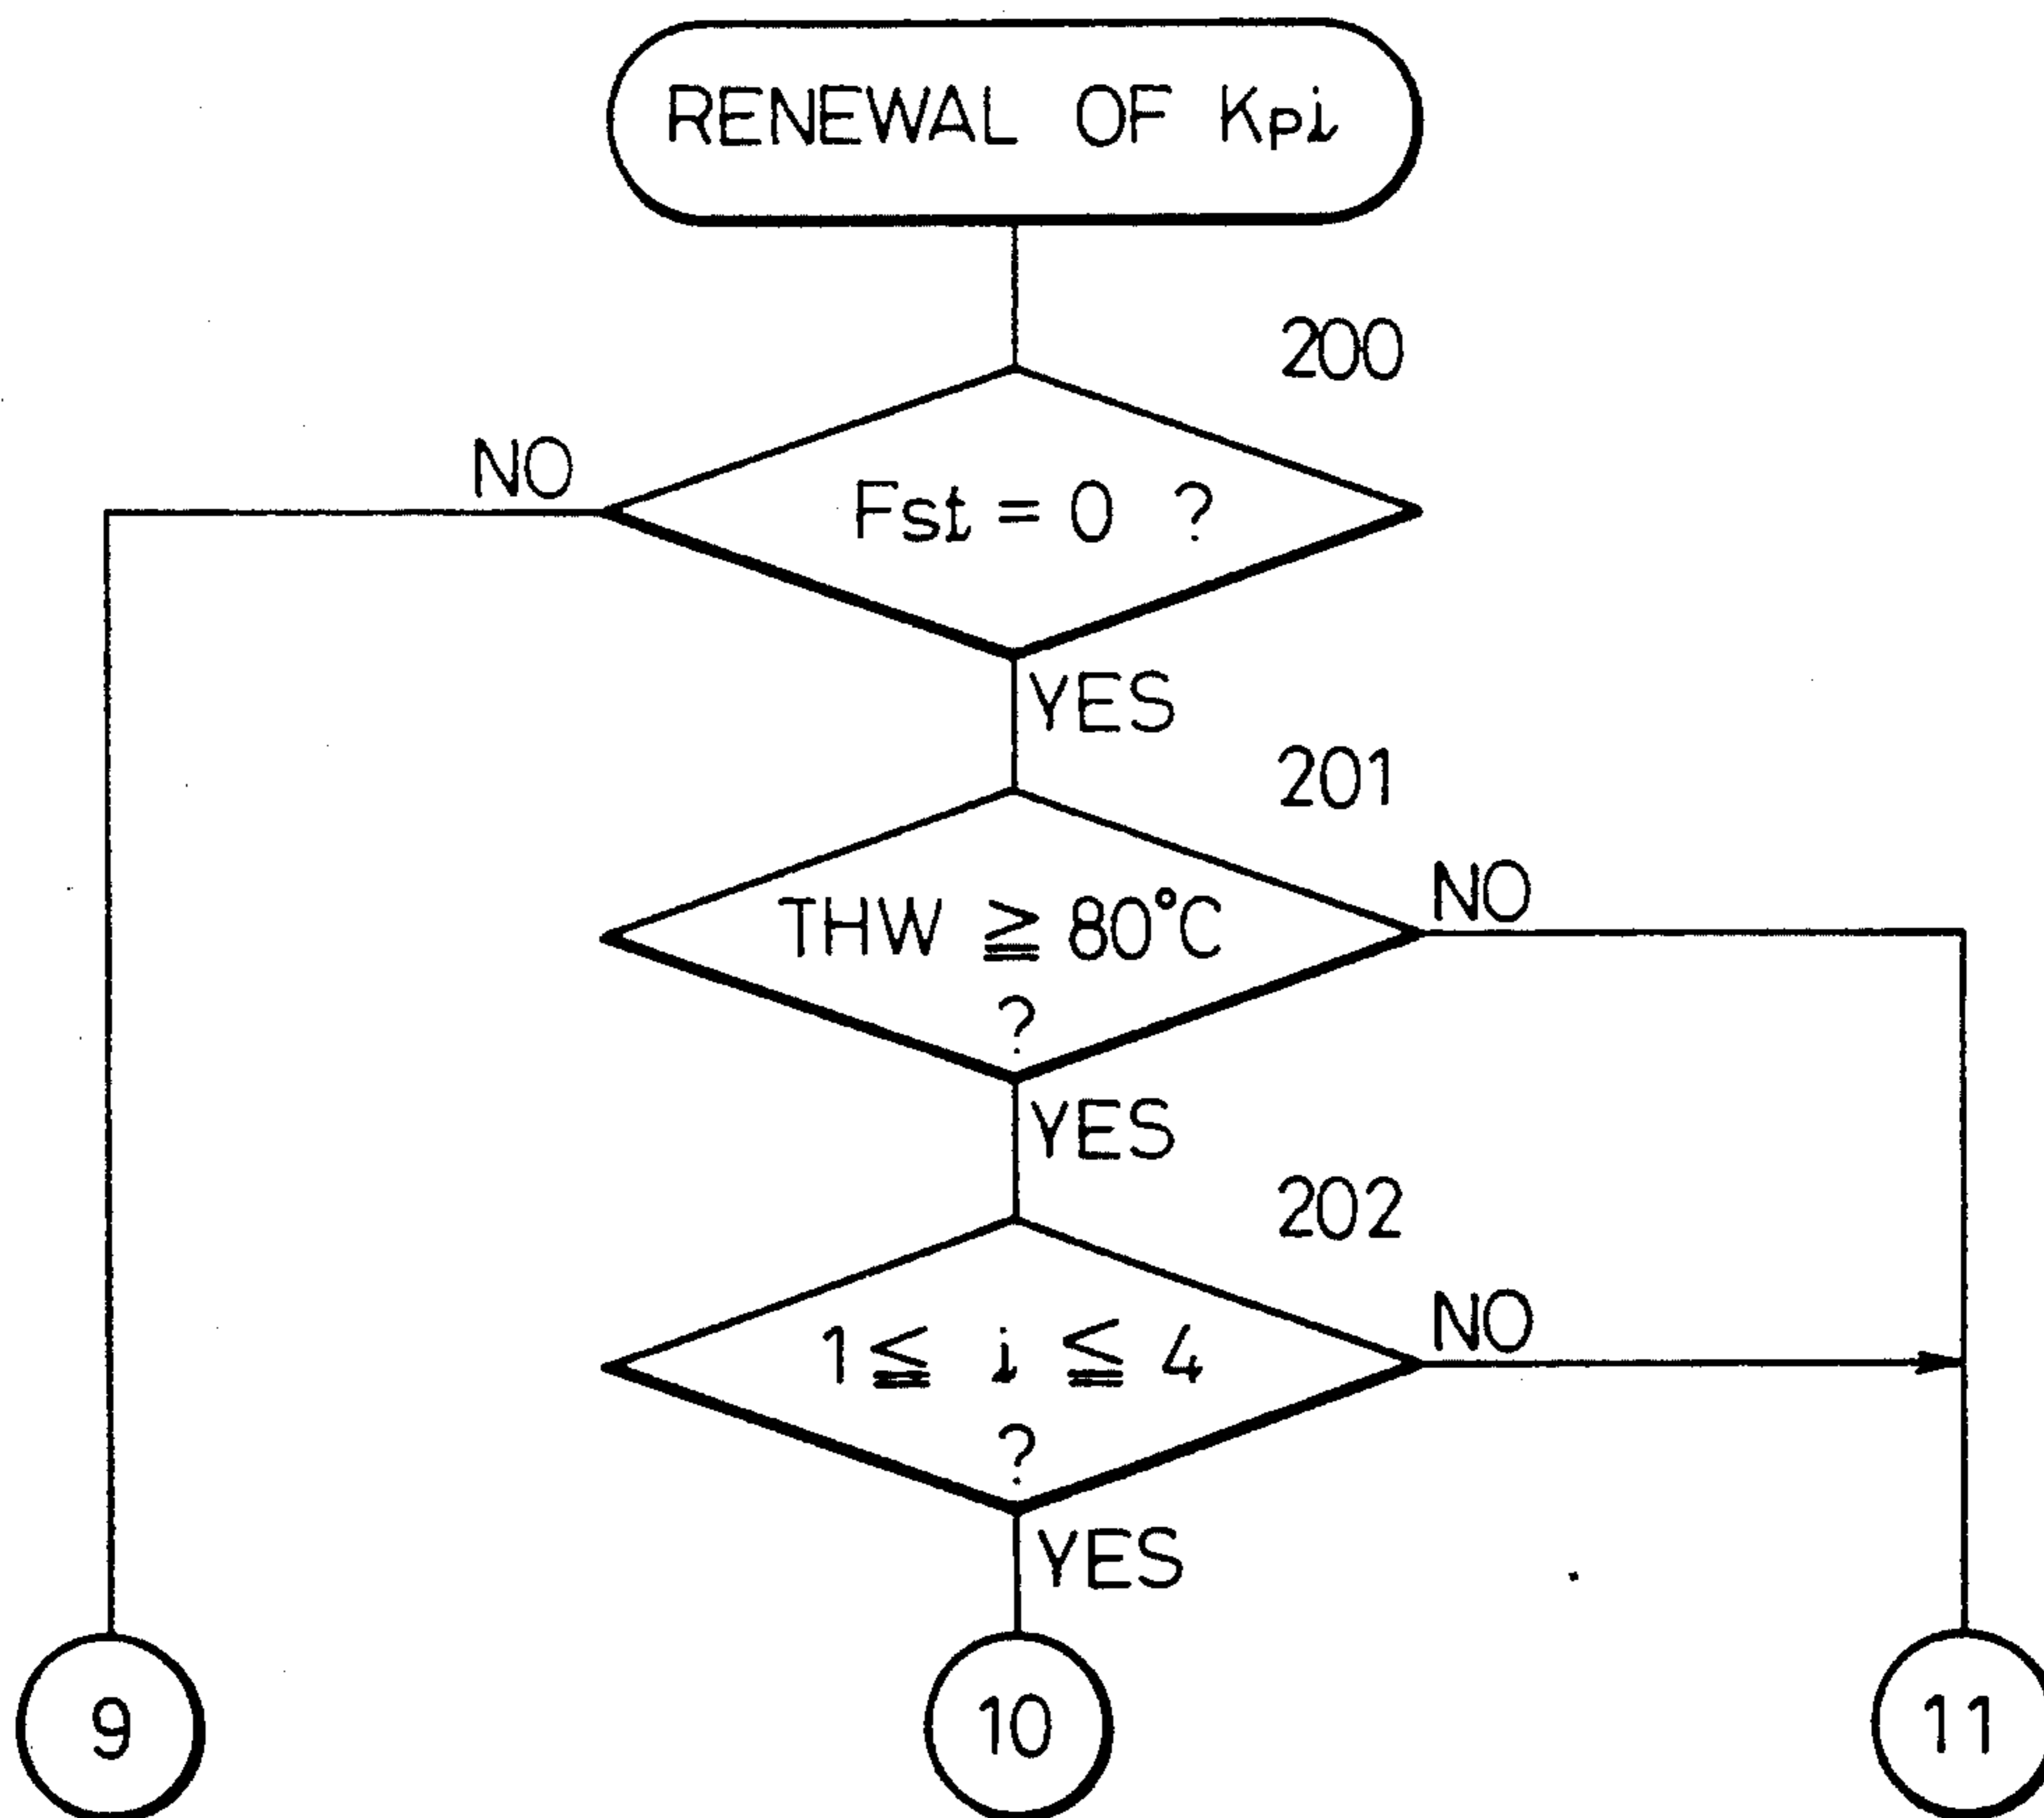 RENEWAL OF Kpi
200
NO
Fst = 0 ?
YES
201
THW ≧ 80°C
?
NO
YES
202
1 ≦ i ≦ 4
?
NO
YES
9
10
11